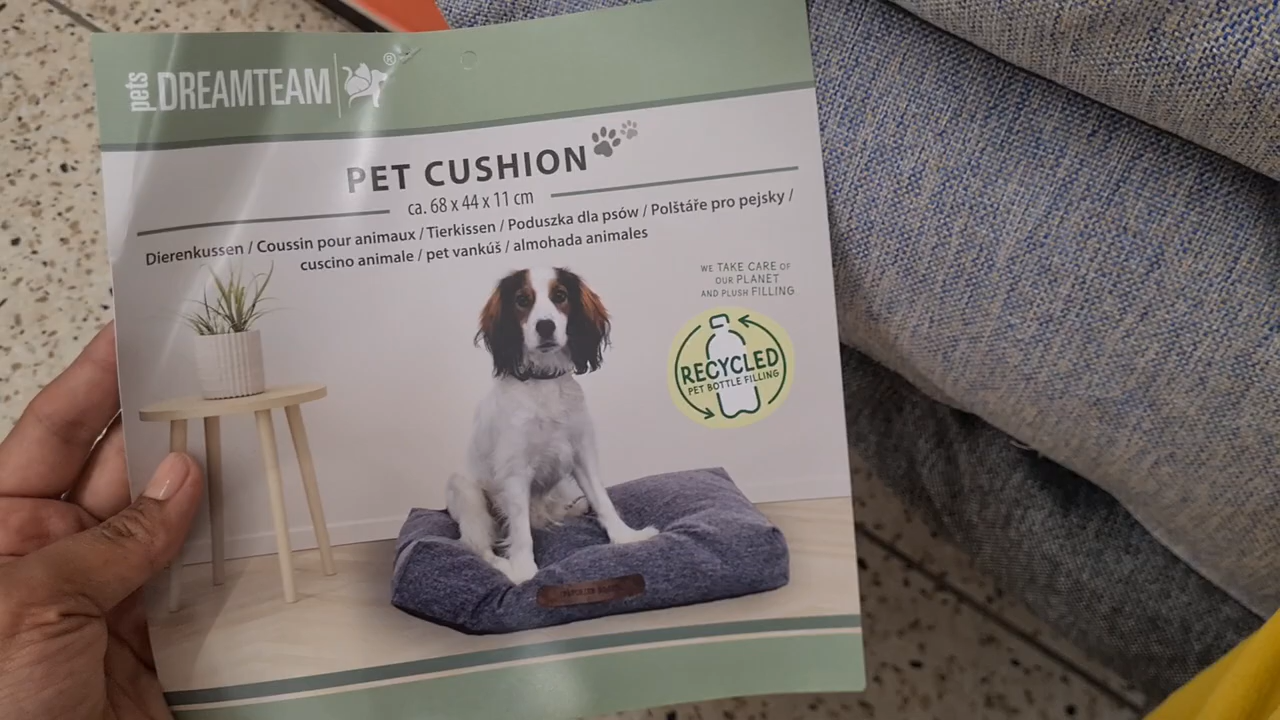 pets DREAMTEAM ®
PET CUSHION
ca. 68 x 44 x 11 cm
Dierenkussen / Coussin pour animaux / Tierkissen / Poduszka dla psów / Polštáře pro pejsky /
cuscino animale / pet vankúš / almohada animales
WE TAKE CARE OF
OUR PLANET
AND PLUSH FILLING
RECYCLED
PET BOTTLE FILLING